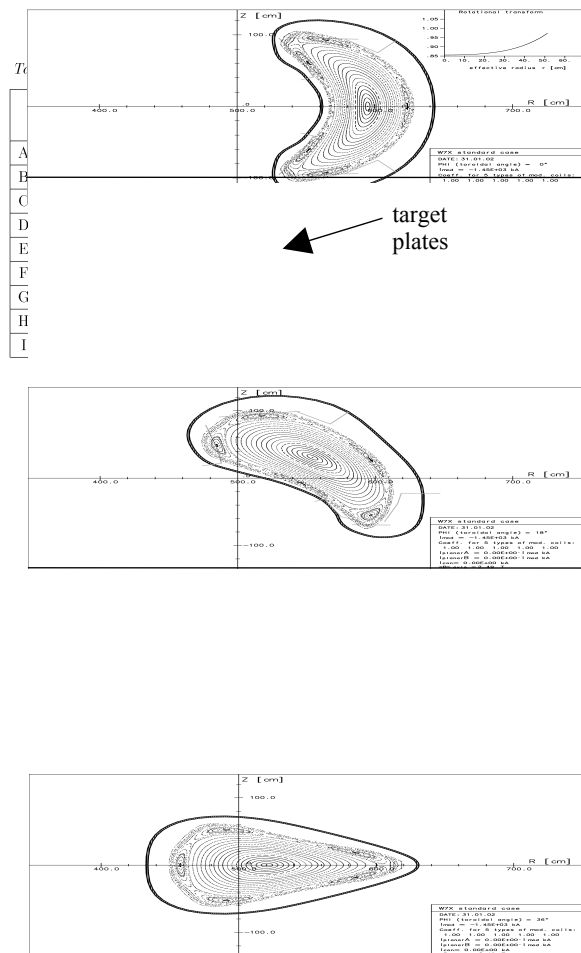 Z [cm]
100.0
Rotational transform
1.05
1.00
.95
.90
.85
0. 10. 20. 30. 40. 50. 60.
effective radius r [cm]
400.0
500.0
600.0
700.0
R [cm]
-100.0
W7X standard case
DATE: 31.01.02
PHI (toroidal angle) = 0°
Imod = -1.45E+03 kA
Coeff. for 5 types of mod. coils:
1.00 1.00 1.00 1.00 1.00
A
B
C
D
E
F
G
H
I
target
plates
Z [cm]
100.0
400.0
500.0
700.0
R [cm]
-100.0
W7X standard case
DATE: 31.01.02
PHI (toroidal angle) = 18°
Imod = -1.45E+03 kA
Coeff. for 5 types of mod. coils:
1.00 1.00 1.00 1.00 1.00
IplanarA = 0.00E+00·Imod kA
IplanarB = 0.00E+00·Imod kA
Icon= 0.00E+00 kA
Z [cm]
100.0
400.0
500.0
600.0
700.0
R [cm]
-100.0
W7X standard case
DATE: 31.01.02
PHI (toroidal angle) = 36°
Imod = -1.45E+03 kA
Coeff. for 5 types of mod. coils:
1.00 1.00 1.00 1.00 1.00
IplanarA = 0.00E+00·Imod kA
IplanarB = 0.00E+00·Imod kA
Icon= 0.00E+00 kA